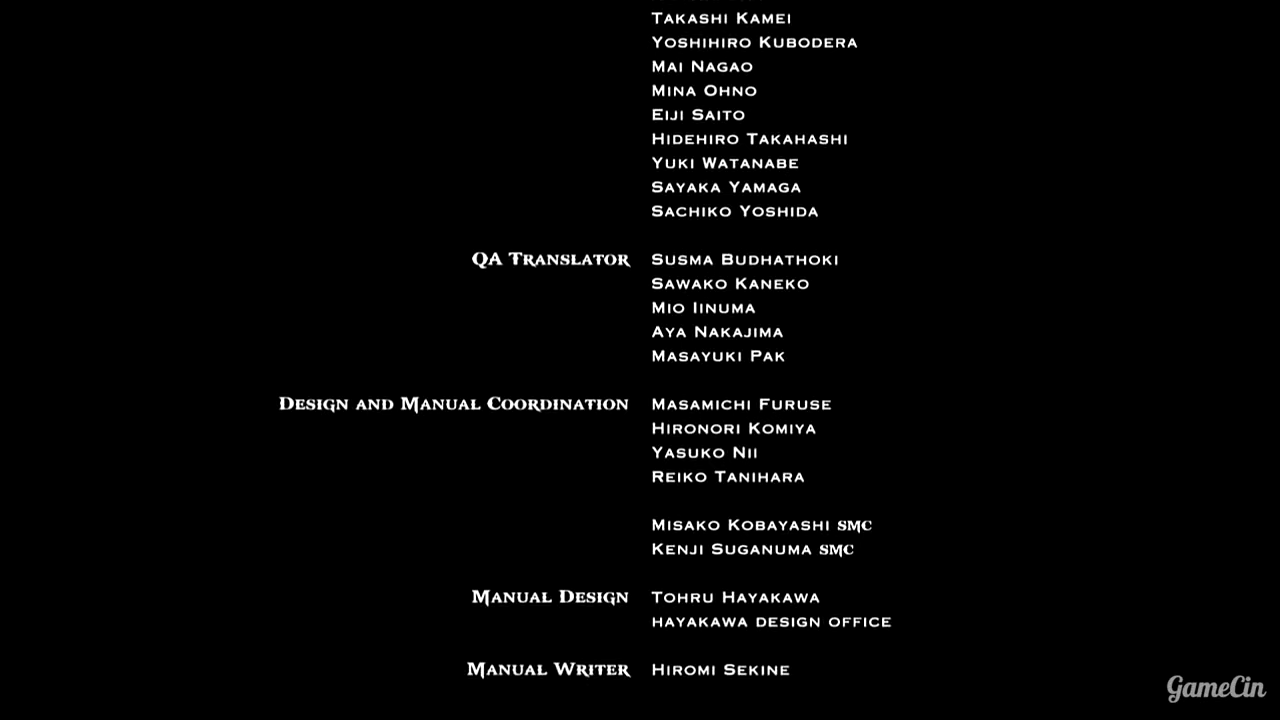 Takashi Kamei
Yoshihiro Kubodera
Mai Nagao
Mina Ohno
Eiji Saito
Hidehiro Takahashi
Yuki Watanabe
Sayaka Yamaga
Sachiko Yoshida
QA Translator Susma Budhathoki
Sawako Kaneko
Mio Iinuma
Aya Nakajima
Masayuki Pak
Design and Manual Coordination Masamichi Furuse
Hironori Komiya
Yasuko Nii
Reiko Tanihara
Misako Kobayashi SMC
Kenji Suganuma SMC
Manual Design Tohru Hayakawa
HAYAKAWA DESIGN OFFICE
Manual Writer Hiromi Sekine
GameCin